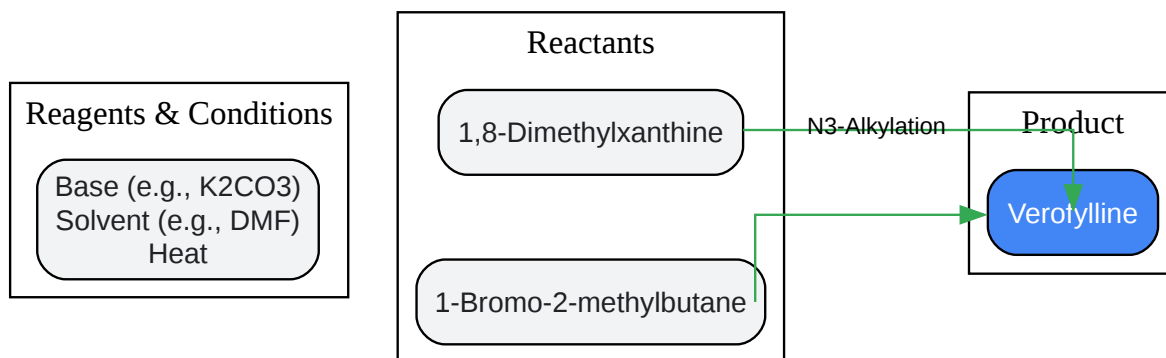 Reagents & Conditions
Base (e.g., K2CO3)
Solvent (e.g., DMF)
Heat
Reactants
1,8-Dimethylxanthine
1-Bromo-2-methylbutane
N3-Alkylation
Product
Verofylline